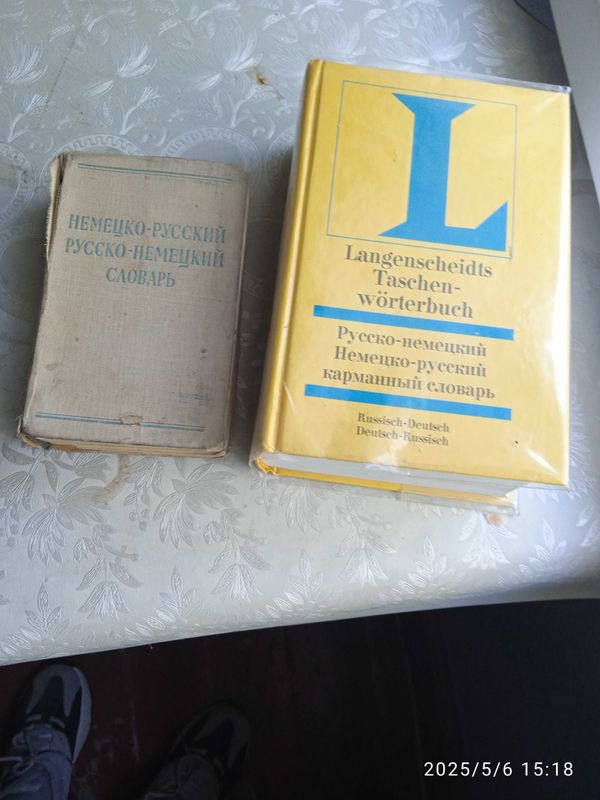 НЕМЕЦКО-РУССКИЙ
РУССКО-НЕМЕЦКИЙ
СЛОВАРЬ
L
Langenscheidts
Taschen-
wörterbuch
Русско-немецкий
Немецко-русский
карманный словарь
Russisch-Deutsch
Deutsch-Russisch
2025/5/6 15:18